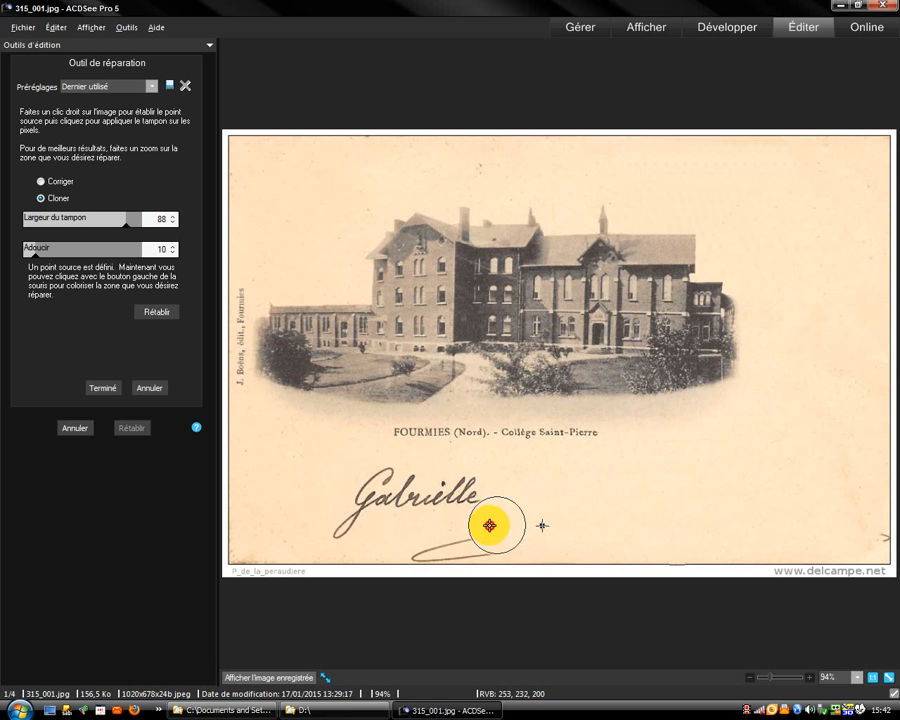 315_001.jpg - ACDSee Pro 5
Fichier Éditer Afficher Outils Aide
Gérer Afficher Développer Éditer Online
Outils d'édition
Outil de réparation
Préréglages Dernier utilisé
Faites un clic droit sur l'image pour établir le point
source puis cliquez pour appliquer le tampon sur les
pixels.
Pour de meilleurs résultats, faites un zoom sur la
zone que vous désirez réparer.
Corriger
Cloner
Largeur du tampon 88
Adoucir 10
Un point source est défini. Maintenant vous
pouvez cliquez avec le bouton gauche de la
souris pour coloriser la zone que vous désirez
réparer.
Rétablir
Terminé Annuler
Annuler Rétablir ?
J. Boëns, édit., Fourmies
FOURMIES (Nord). - Collège Saint-Pierre
Gabrielle
P_de_la_peraudiere
www.delcampe.net
Afficher l'image enregistrée
94%
1/4 315_001.jpg 156,5 Ko 1020x678x24b jpeg Date de modification: 17/01/2015 13:29:17 94% RVB: 253, 232, 200
C:\Documents and Set... D:\ 315_001.jpg - ACDSe... 15:42